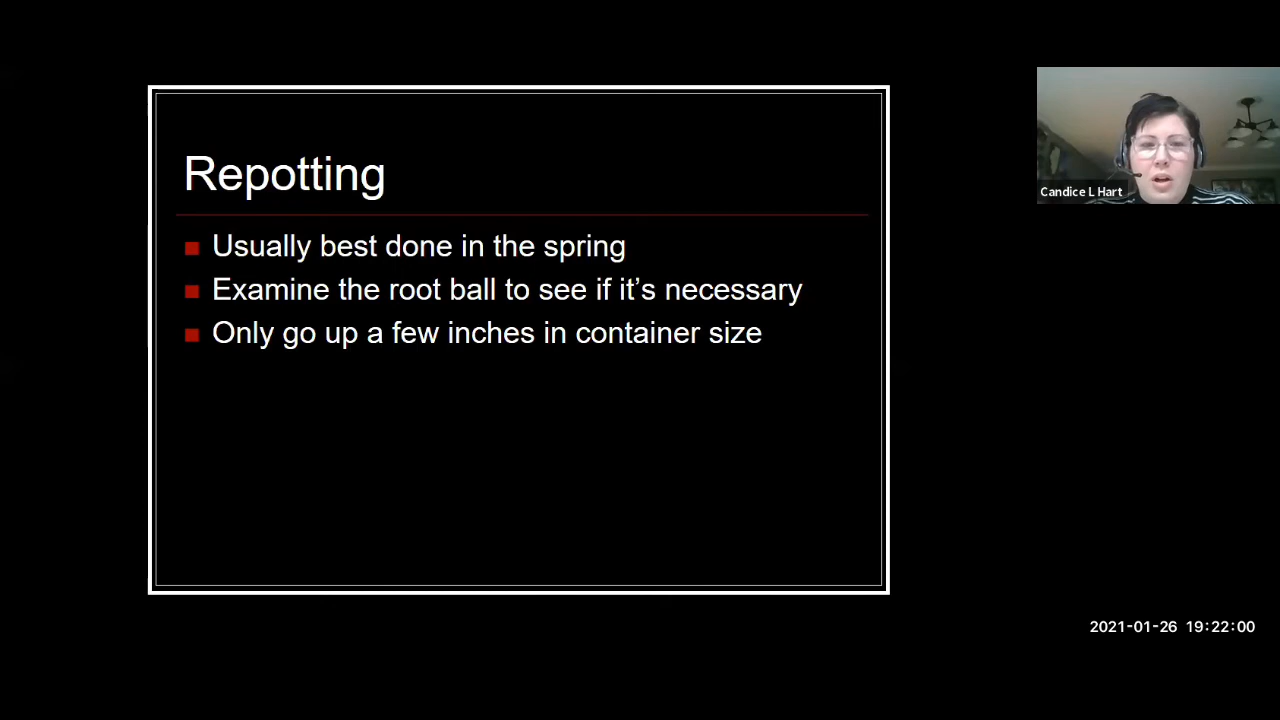 Repotting
Usually best done in the spring
Examine the root ball to see if it’s necessary
Only go up a few inches in container size
Candice L Hart
2021-01-26 19:22:00